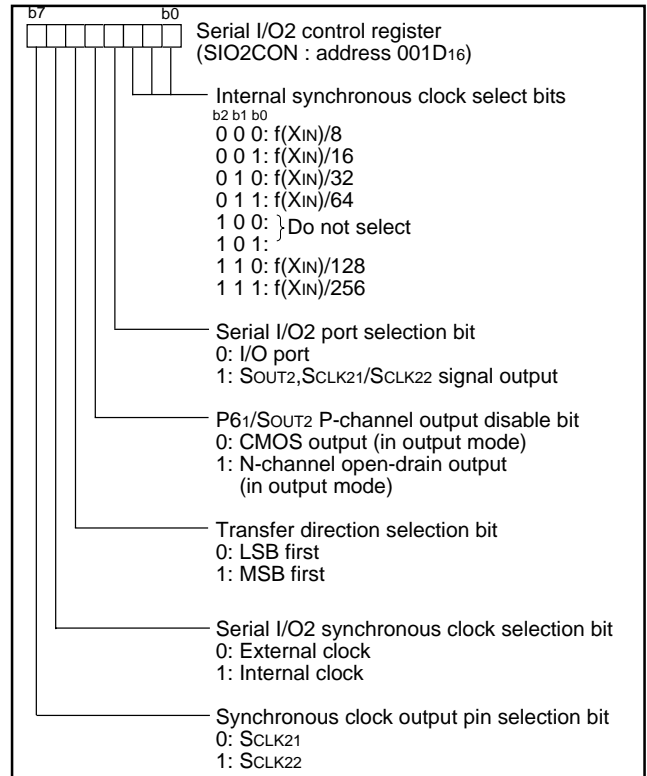 b7 b0
Serial I/O2 control register
(SIO2CON : address 001D16)
Internal synchronous clock select bits
b2 b1 b0
0 0 0: f(XIN)/8
0 0 1: f(XIN)/16
0 1 0: f(XIN)/32
0 1 1: f(XIN)/64
1 0 0:
Do not select
1 0 1:
1 1 0: f(XIN)/128
1 1 1: f(XIN)/256
Serial I/O2 port selection bit
0: I/O port
1: SOUT2,SCLK21/SCLK22 signal output
P61/SOUT2 P-channel output disable bit
0: CMOS output (in output mode)
1: N-channel open-drain output
(in output mode)
Transfer direction selection bit
0: LSB first
1: MSB first
Serial I/O2 synchronous clock selection bit
0: External clock
1: Internal clock
Synchronous clock output pin selection bit
0: SCLK21
1: SCLK22